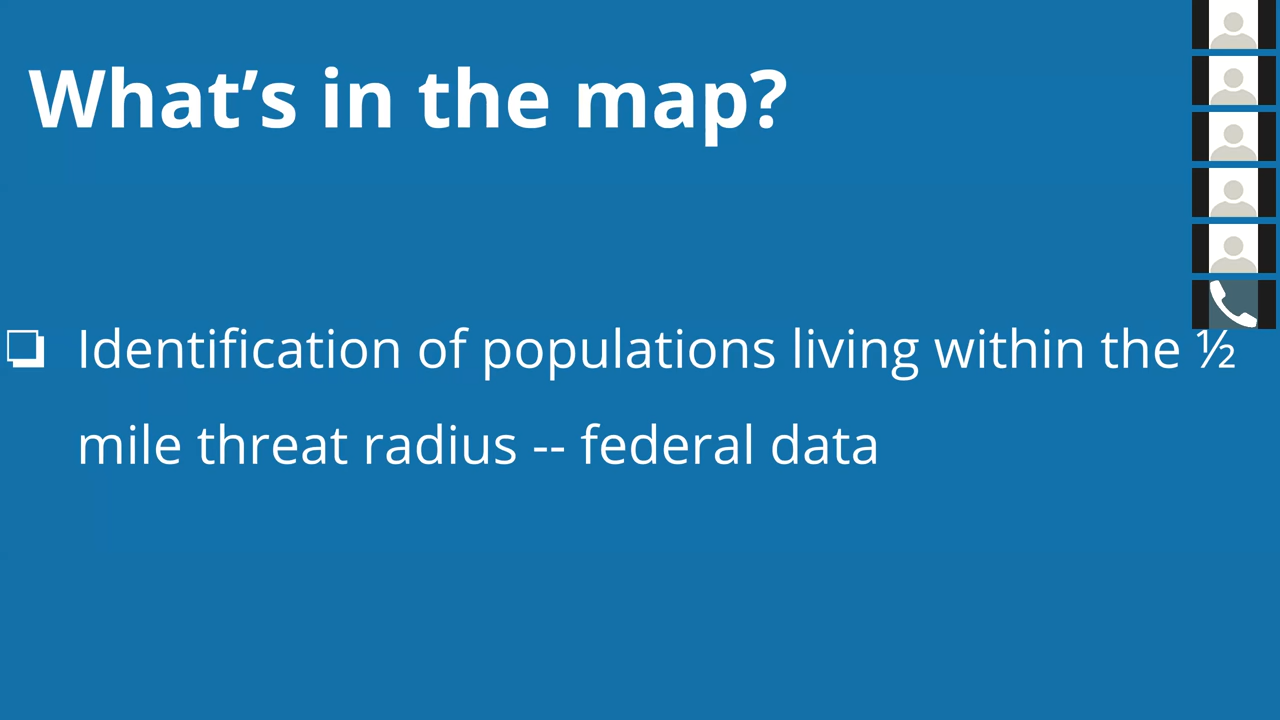 What’s in the map?
❏ Identification of populations living within the ½
mile threat radius -- federal data